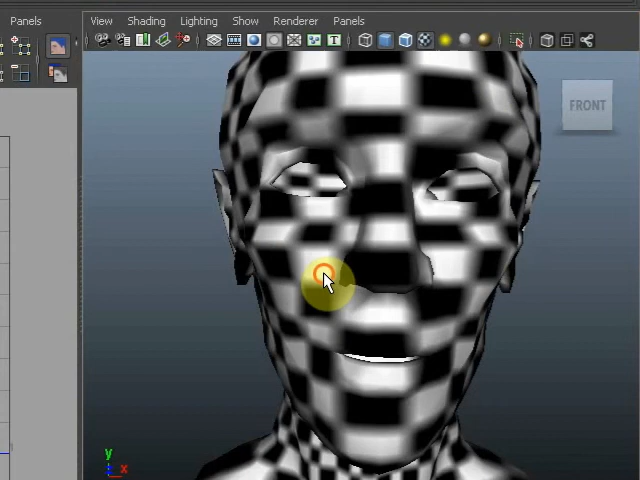 Panels
View Shading Lighting Show Renderer Panels
T
FRONT
y
z x